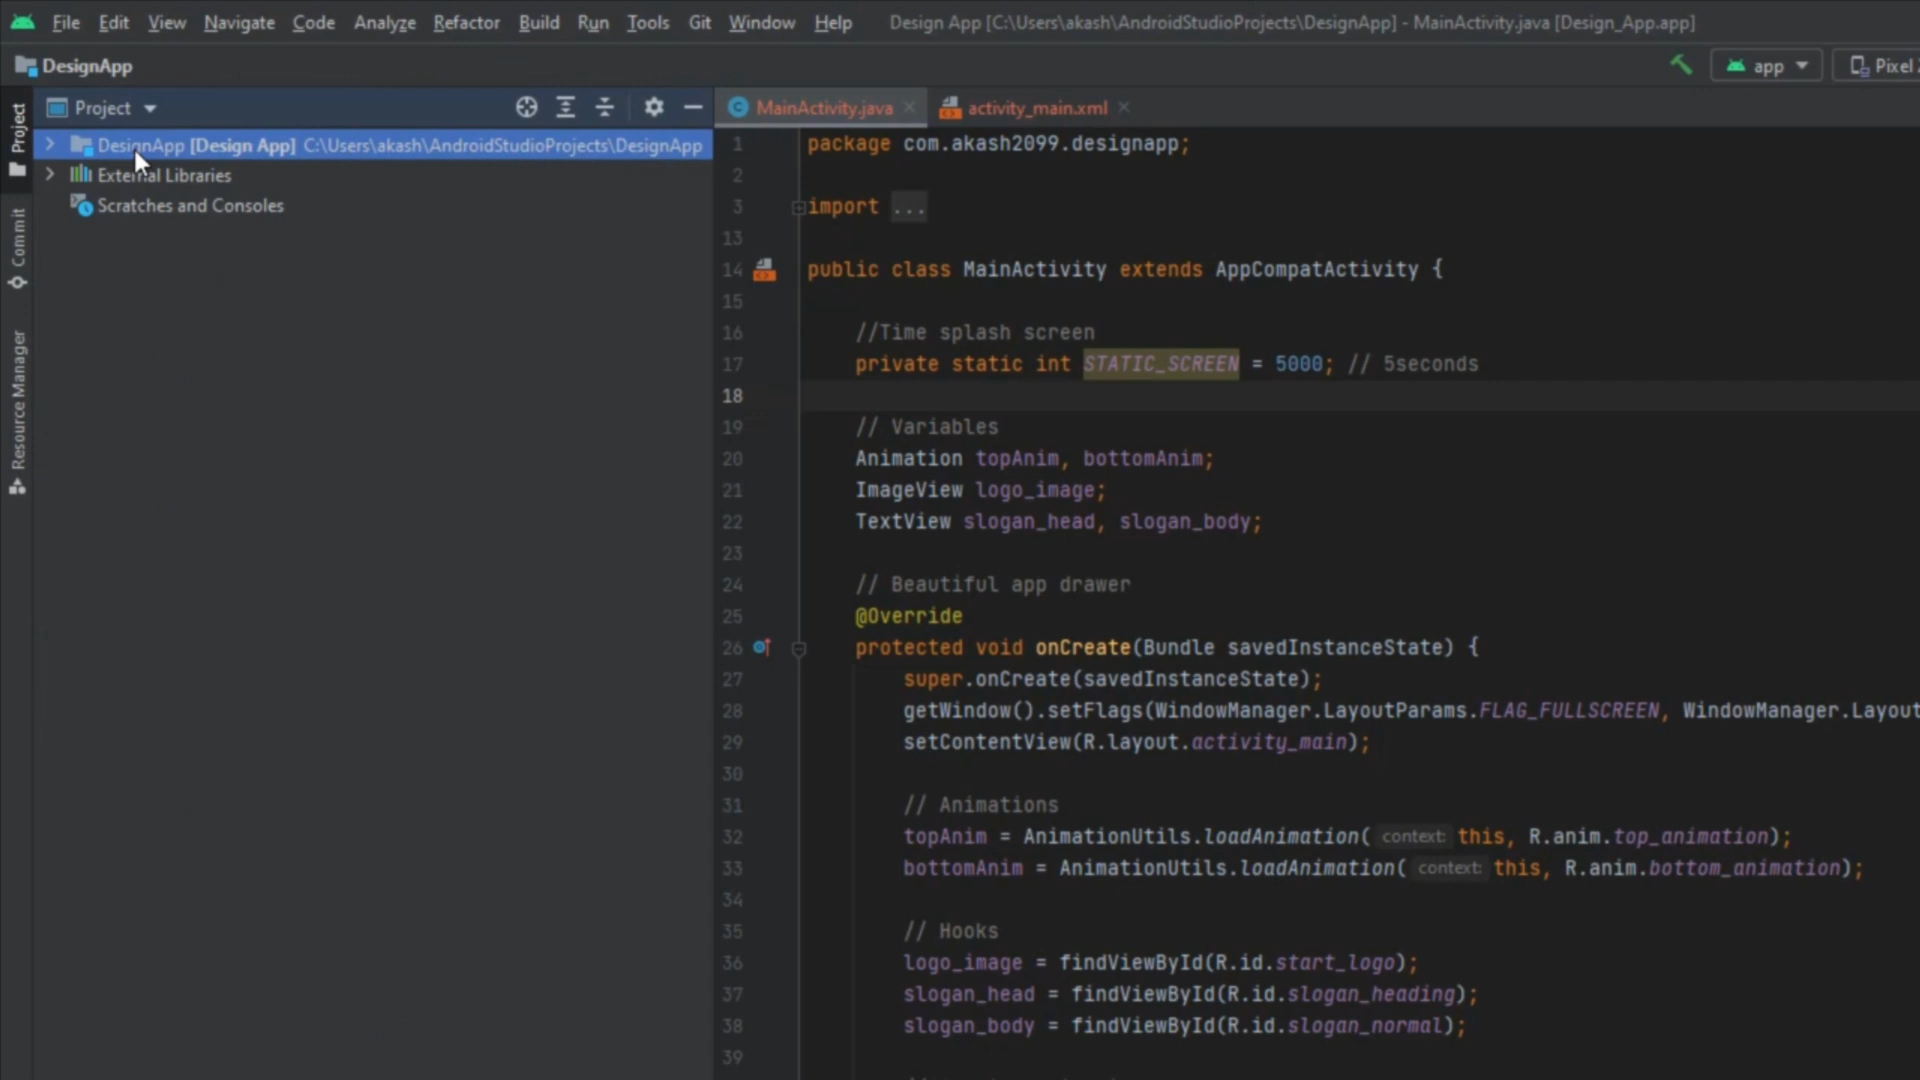 File Edit View Navigate Code Analyze Refactor Build Run Tools Git Window Help Design App [C:\Users\akash\AndroidStudioProjects\DesignApp] - MainActivity.java [Design_App.app]
DesignApp app Pixel
Project MainActivity.java activity_main.xml
Project
Commit
Resource Manager
DesignApp [Design App] C:\Users\akash\AndroidStudioProjects\DesignApp
External Libraries
Scratches and Consoles
1 package com.akash2099.designapp;
2
3 import ...
13
14 public class MainActivity extends AppCompatActivity {
15
16 //Time splash screen
17 private static int STATIC_SCREEN = 5000; // 5seconds
18
19 // Variables
20 Animation topAnim, bottomAnim;
21 ImageView logo_image;
22 TextView slogan_head, slogan_body;
23
24 // Beautiful app drawer
25 @Override
26 protected void onCreate(Bundle savedInstanceState) {
27 super.onCreate(savedInstanceState);
28 getWindow().setFlags(WindowManager.LayoutParams.FLAG_FULLSCREEN, WindowManager.Layout
29 setContentView(R.layout.activity_main);
30
31 // Animations
32 topAnim = AnimationUtils.loadAnimation( context: this, R.anim.top_animation);
33 bottomAnim = AnimationUtils.loadAnimation( context: this, R.anim.bottom_animation);
34
35 // Hooks
36 logo_image = findViewById(R.id.start_logo);
37 slogan_head = findViewById(R.id.slogan_heading);
38 slogan_body = findViewById(R.id.slogan_normal);
39